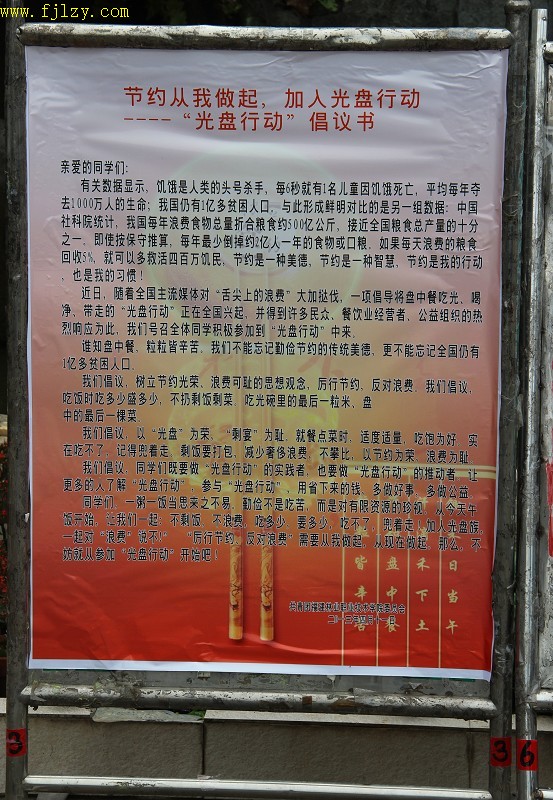 www.fjlzy.com
节约从我做起，加入光盘行动
----“光盘行动”倡议书
亲爱的同学们：
有关数据显示，饥饿是人类的头号杀手，每6秒就有1名儿童因饥饿死亡，平均每年夺
去1000万人的生命；我国仍有1亿多贫困人口，与此形成鲜明对比的是另一组数据：中国
社科院统计，我国每年浪费食物总量折合粮食约500亿公斤，接近全国粮食总产量的十分
之一，即使按保守推算，每年最少倒掉约2亿人一年的食物或口粮，如果每天浪费的粮食
回收5%，就可以多救活四百万饥民，节约是一种美德，节约是一种智慧，节约是我的行动
，也是我的习惯！
近日，随着全国主流媒体对“舌尖上的浪费”大加挞伐，一项倡导将盘中餐吃光、喝
净、带走的“光盘行动”正在全国兴起，并得到许多民众、餐饮业经营者、公益组织的热
烈响应为此，我们号召全体同学积极参加到“光盘行动”中来。
谁知盘中餐，粒粒皆辛苦。我们不能忘记勤俭节约的传统美德，更不能忘记全国仍有
1亿多贫困人口。
我们倡议，树立节约光荣、浪费可耻的思想观念，厉行节约、反对浪费。我们倡议，
吃饭时吃多少盛多少，不扔剩饭剩菜，吃光碗里的最后一粒米、盘
中的最后一棵菜。
我们倡议，以“光盘”为荣，“剩宴”为耻，就餐点菜时，适度适量，吃饱为好，实
在吃不了，记得兜着走，剩饭要打包，减少奢侈浪费，不攀比，以节约为荣，浪费为耻。
我们倡议，同学们既要做“光盘行动”的实践者，也要做“光盘行动”的推动者，让
更多的人了解“光盘行动”，参与“光盘行动”，用省下来的钱，多做好事，多做公益。
同学们，一粥一饭当思来之不易，勤俭不是吃苦，而是对有限资源的珍视，从今天午
饭开始，让我们一起：不剩饭，不浪费，吃多少，要多少，吃不了，兜着走！加入光盘族，
一起对“浪费”说不！”“厉行节约，反对浪费”需要从我做起，从现在做起，那么，不
妨就从参加“光盘行动”开始吧！
日当午
禾下土
盘中餐
皆辛苦
3
3
6